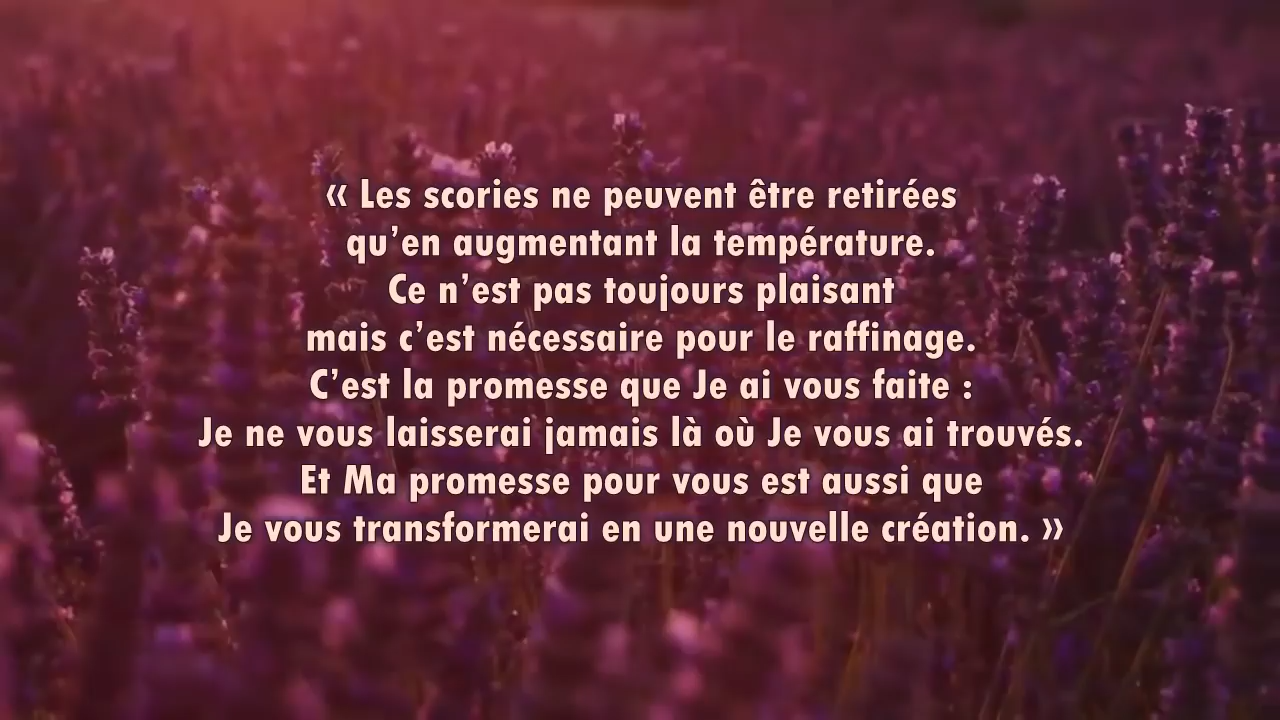 « Les scories ne peuvent être retirées
qu’en augmentant la température.
Ce n’est pas toujours plaisant
mais c’est nécessaire pour le raffinage.
C’est la promesse que Je ai vous faite :
Je ne vous laisserai jamais là où Je vous ai trouvés.
Et Ma promesse pour vous est aussi que
Je vous transformerai en une nouvelle création. »